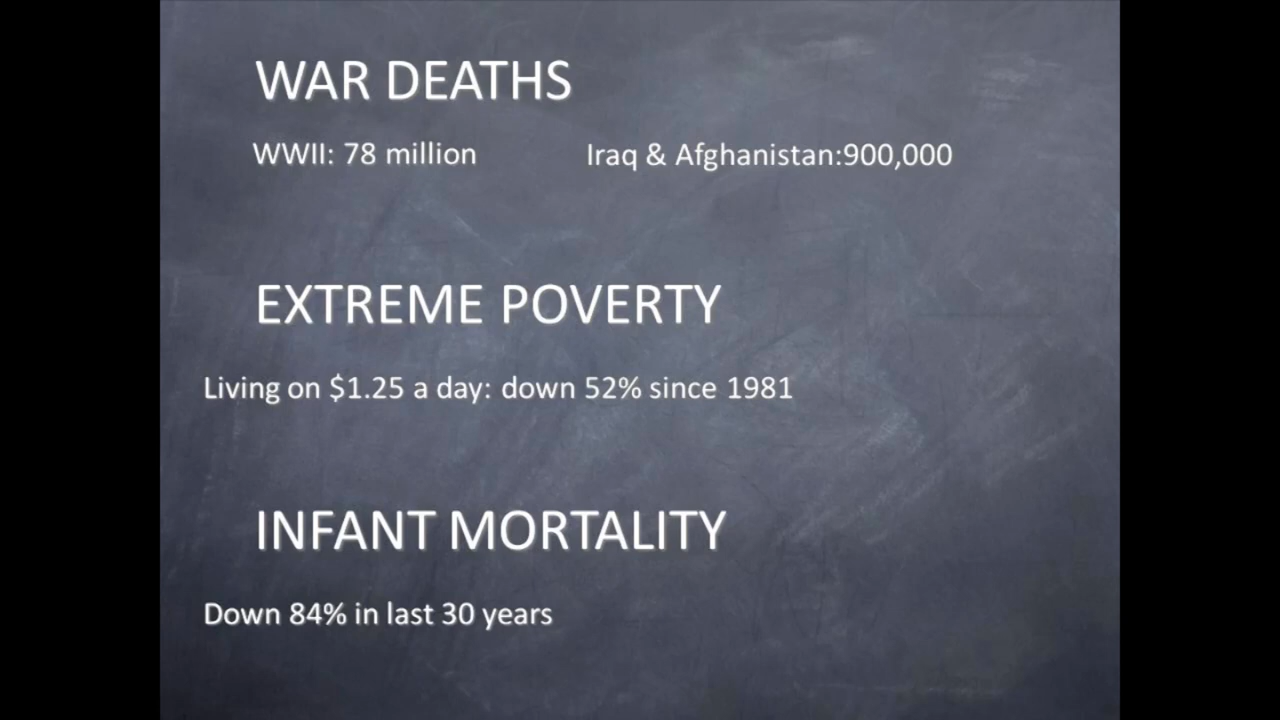 WAR DEATHS
WWII: 78 million Iraq & Afghanistan:900,000
EXTREME POVERTY
Living on $1.25 a day: down 52% since 1981
INFANT MORTALITY
Down 84% in last 30 years